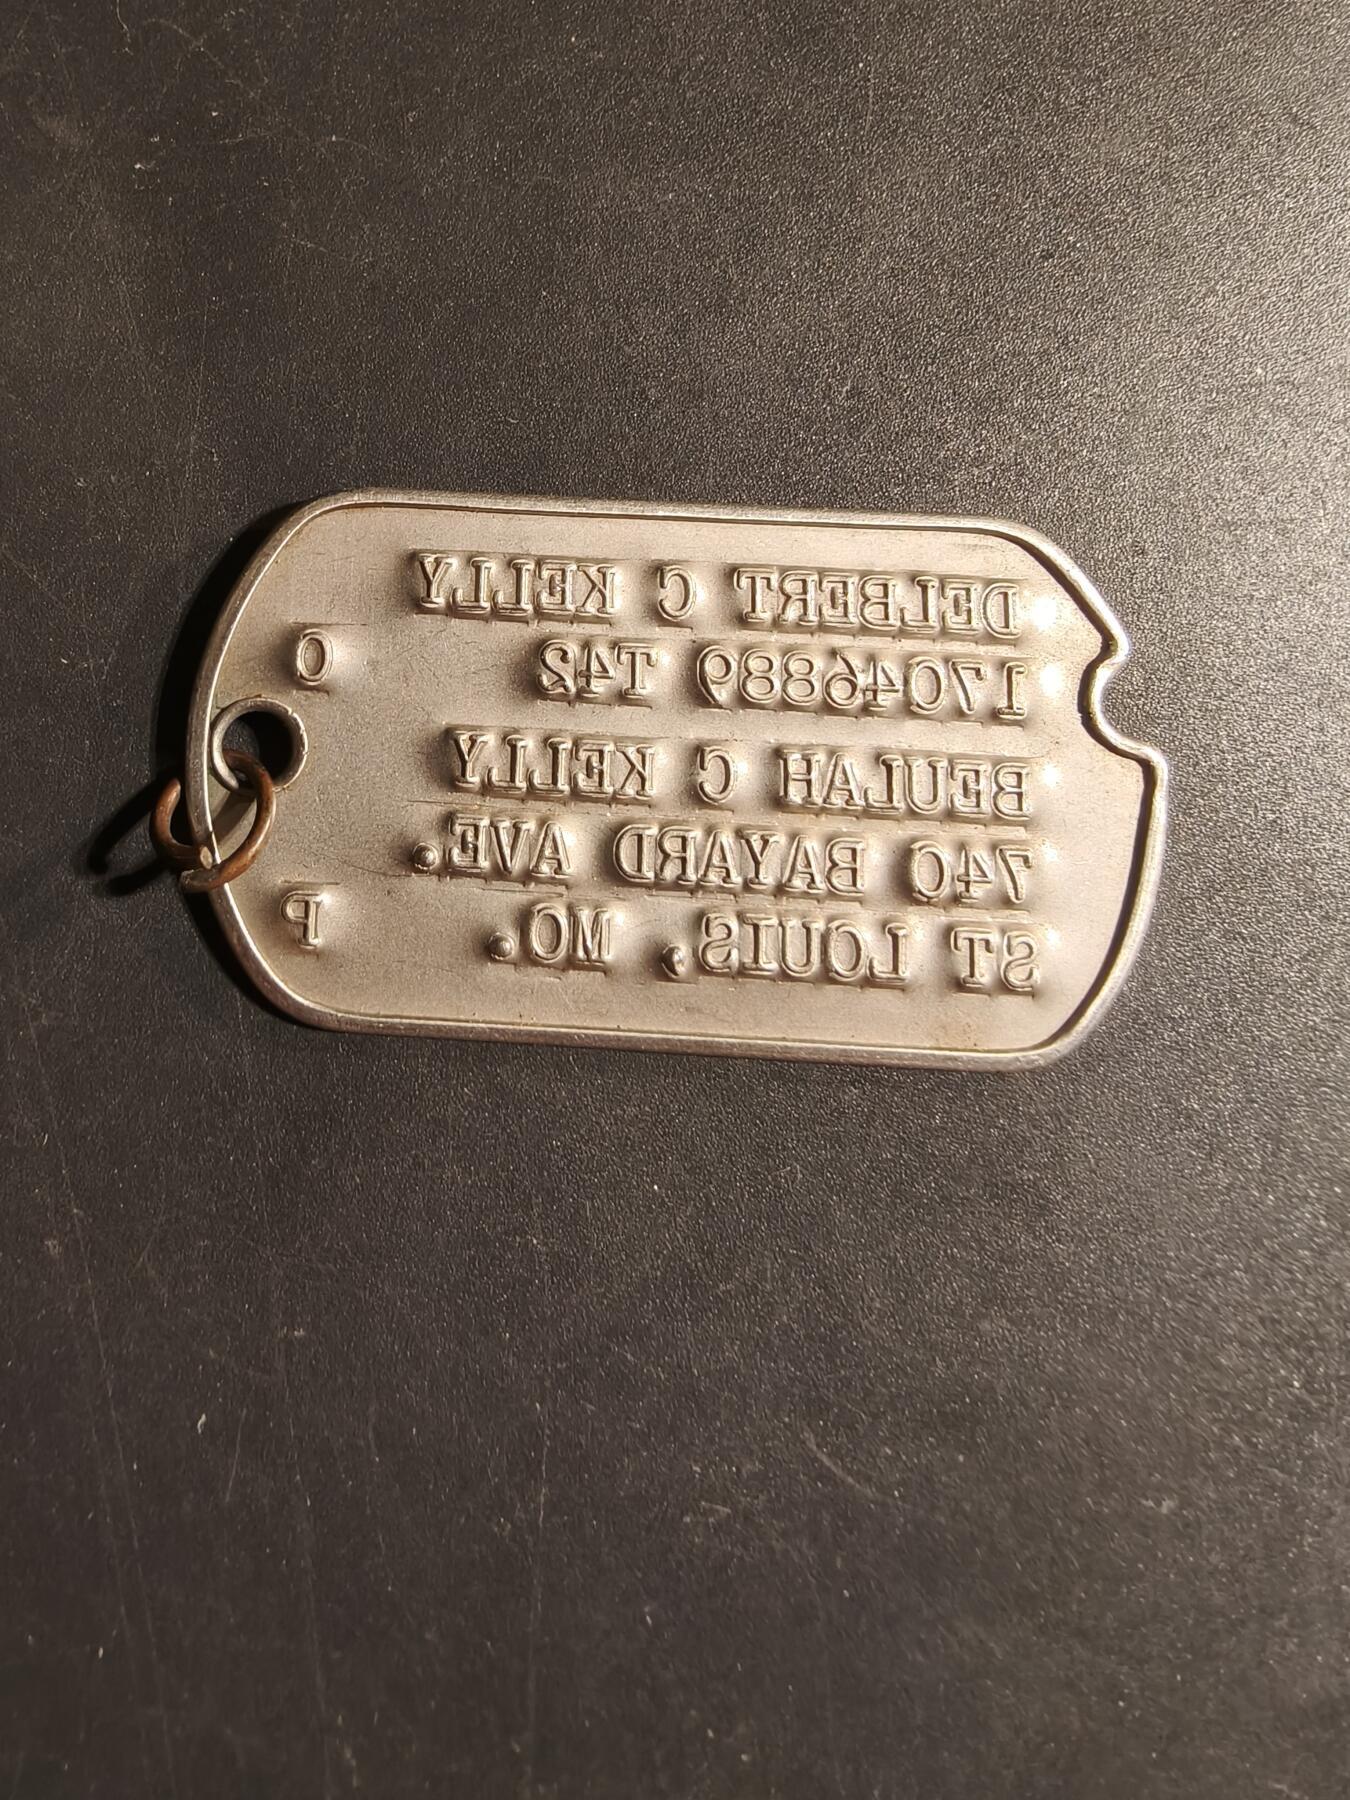 DELBERT C KELLY
17046889 T42 O
BEULAH C KELLY
740 BAYARD AVE.
ST LOUIS, MO. P